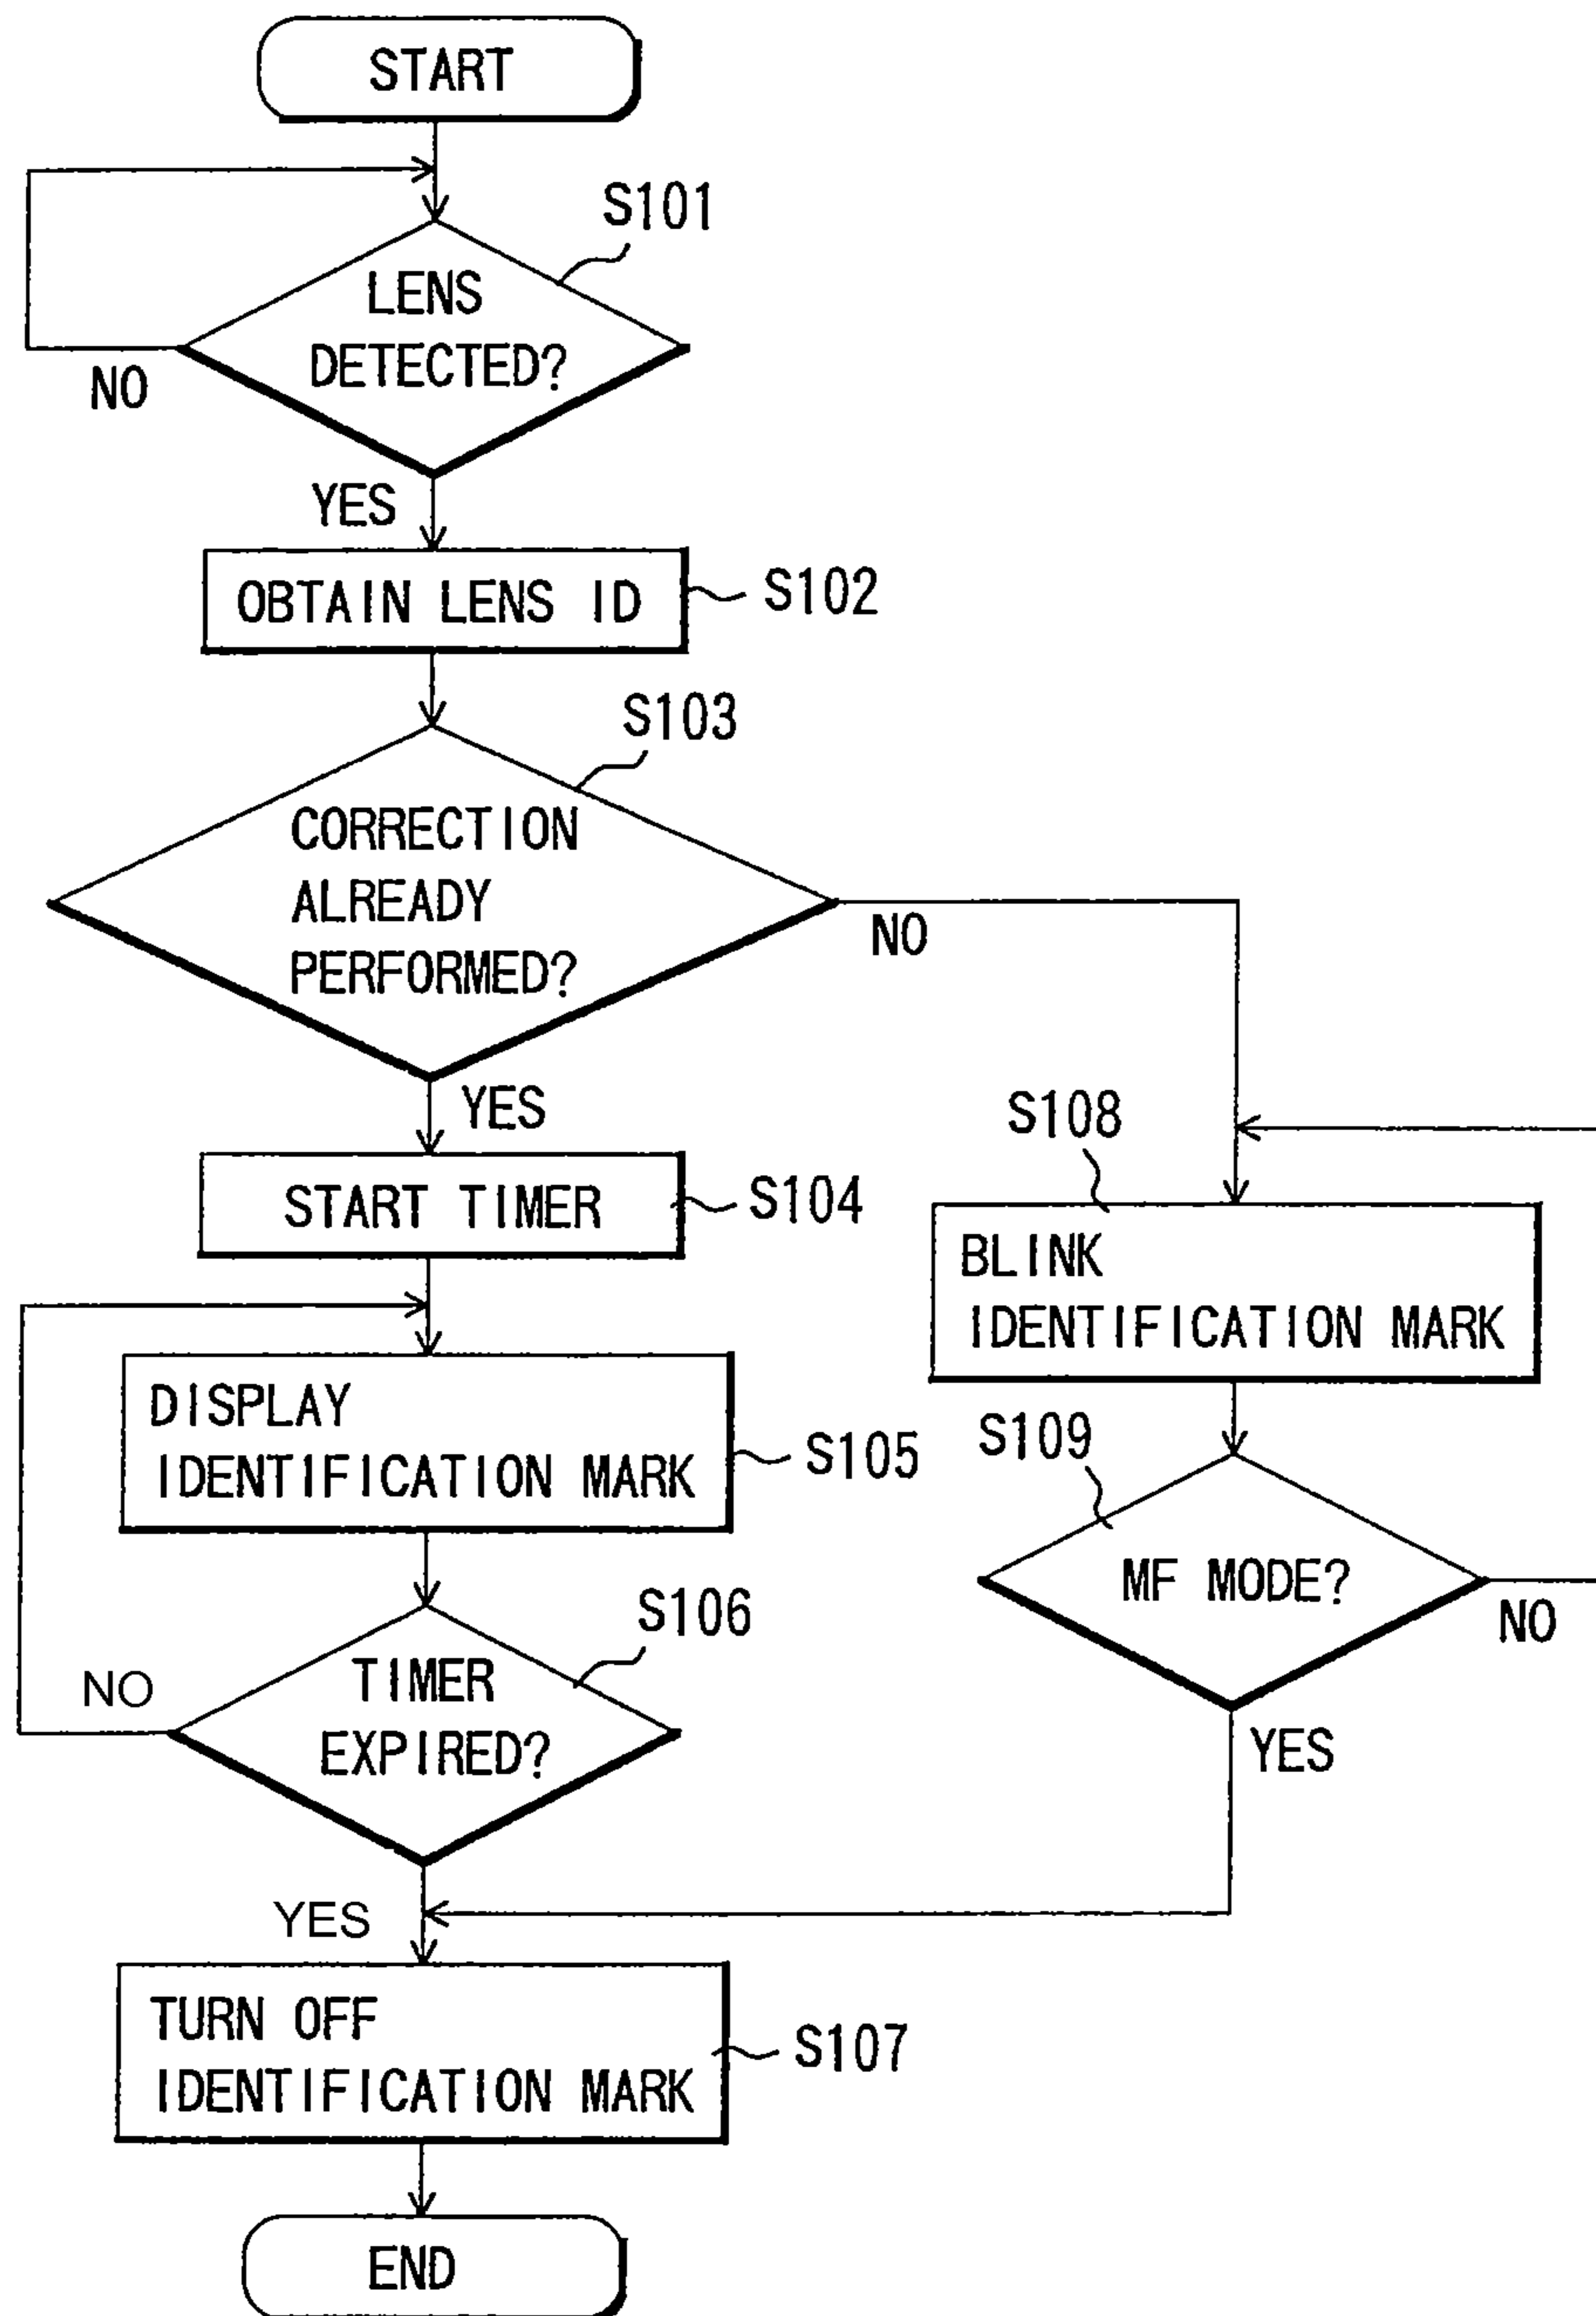 START
S101
LENS
DETECTED?
NO
YES
OBTAIN LENS ID
S102
S103
CORRECTION
ALREADY
PERFORMED?
NO
YES
START TIMER
S104
DISPLAY
IDENTIFICATION MARK
S105
S106
TIMER
EXPIRED?
NO
YES
S108
BLINK
IDENTIFICATION MARK
S109
MF MODE?
NO
YES
TURN OFF
IDENTIFICATION MARK
S107
END